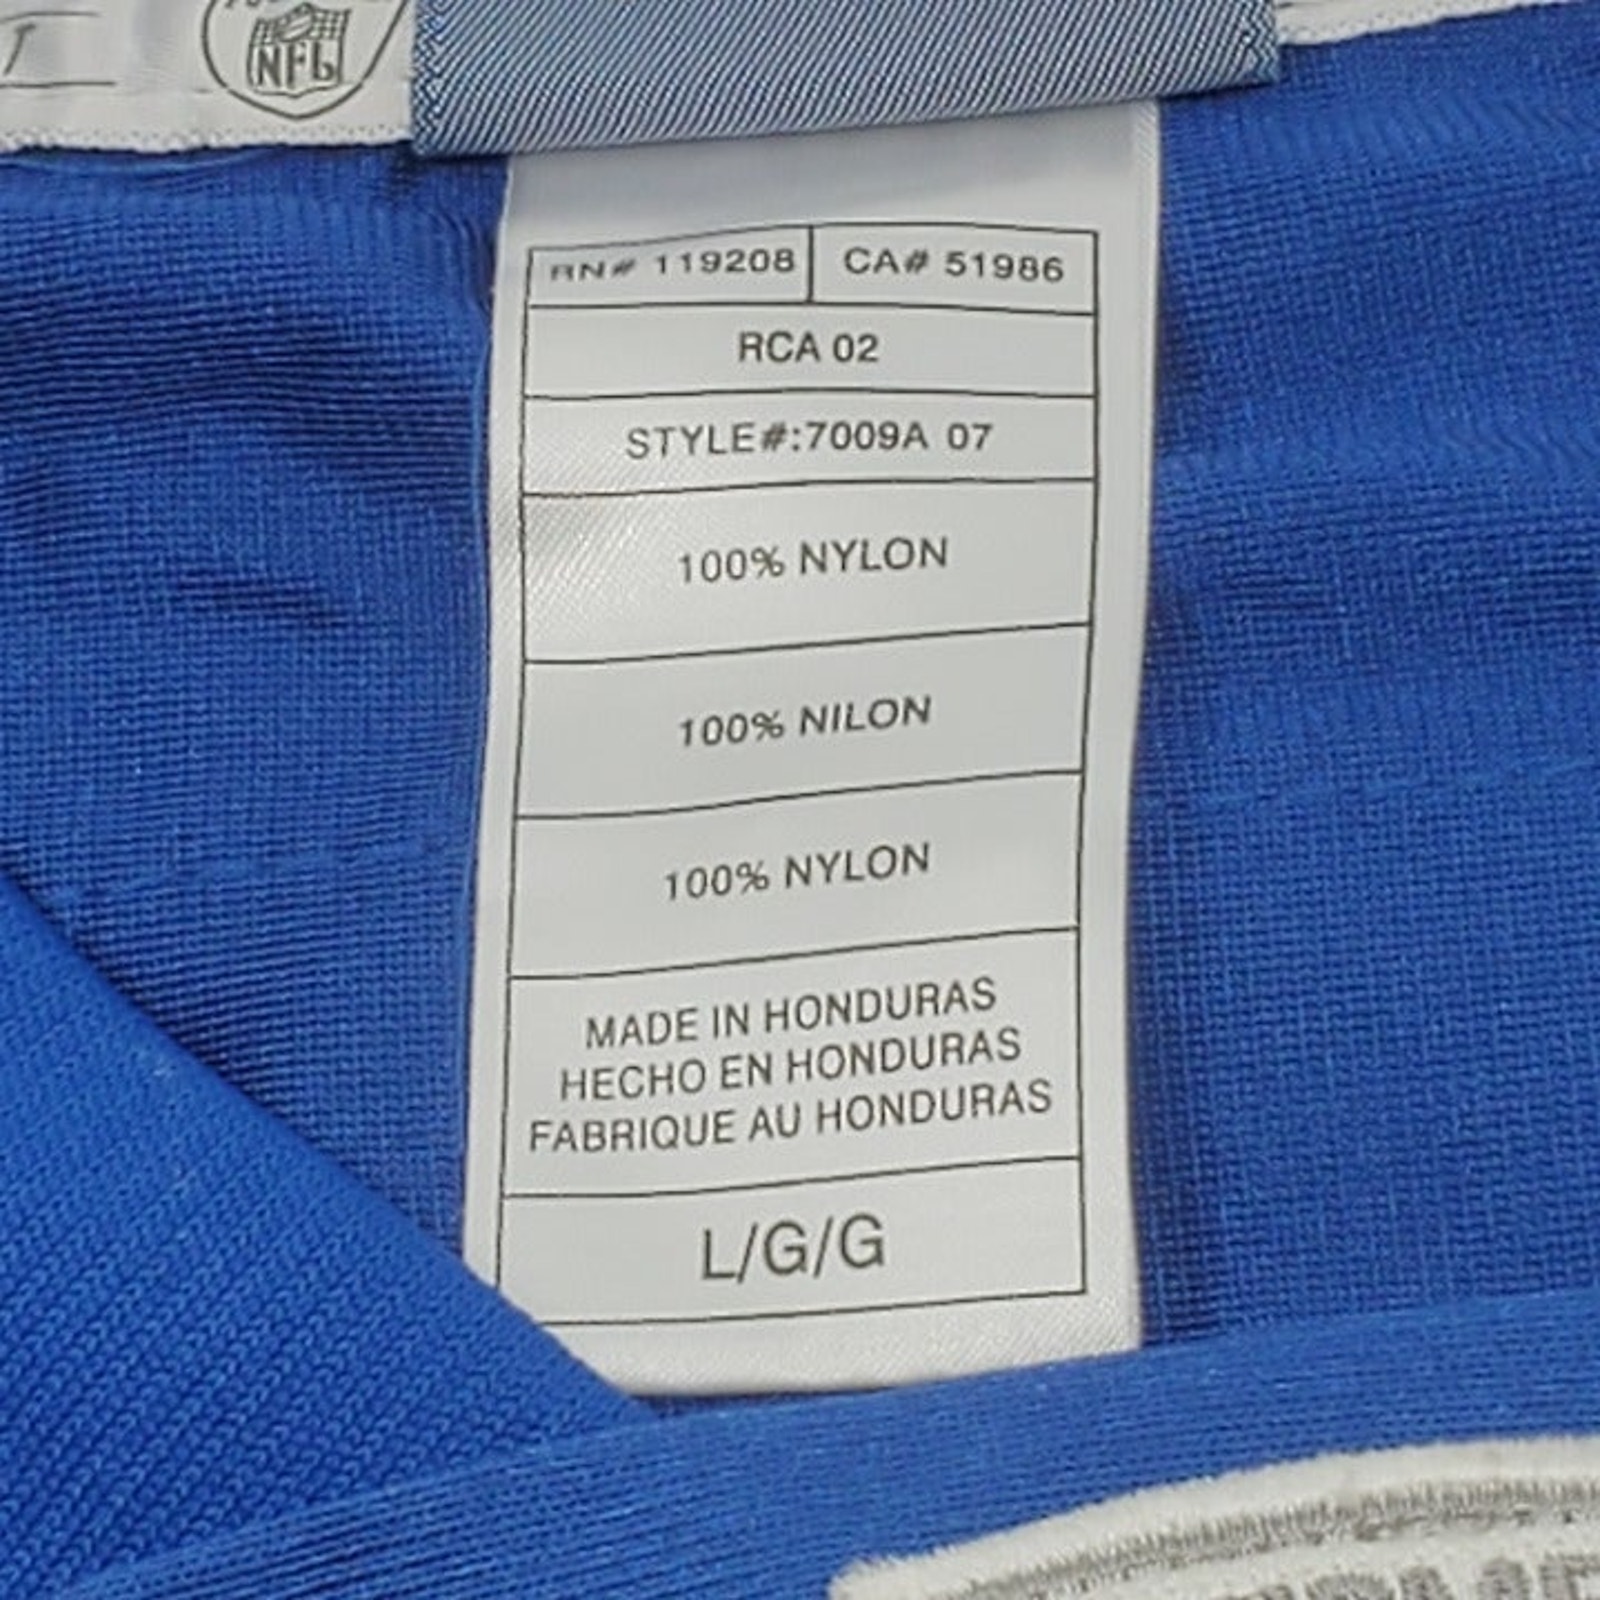 NFL
RN# 119208 CA# 51986
RCA 02
STYLE#:7009A 07
100% NYLON
100% NILON
100% NYLON
MADE IN HONDURAS
HECHO EN HONDURAS
FABRIQUE AU HONDURAS
L/G/G